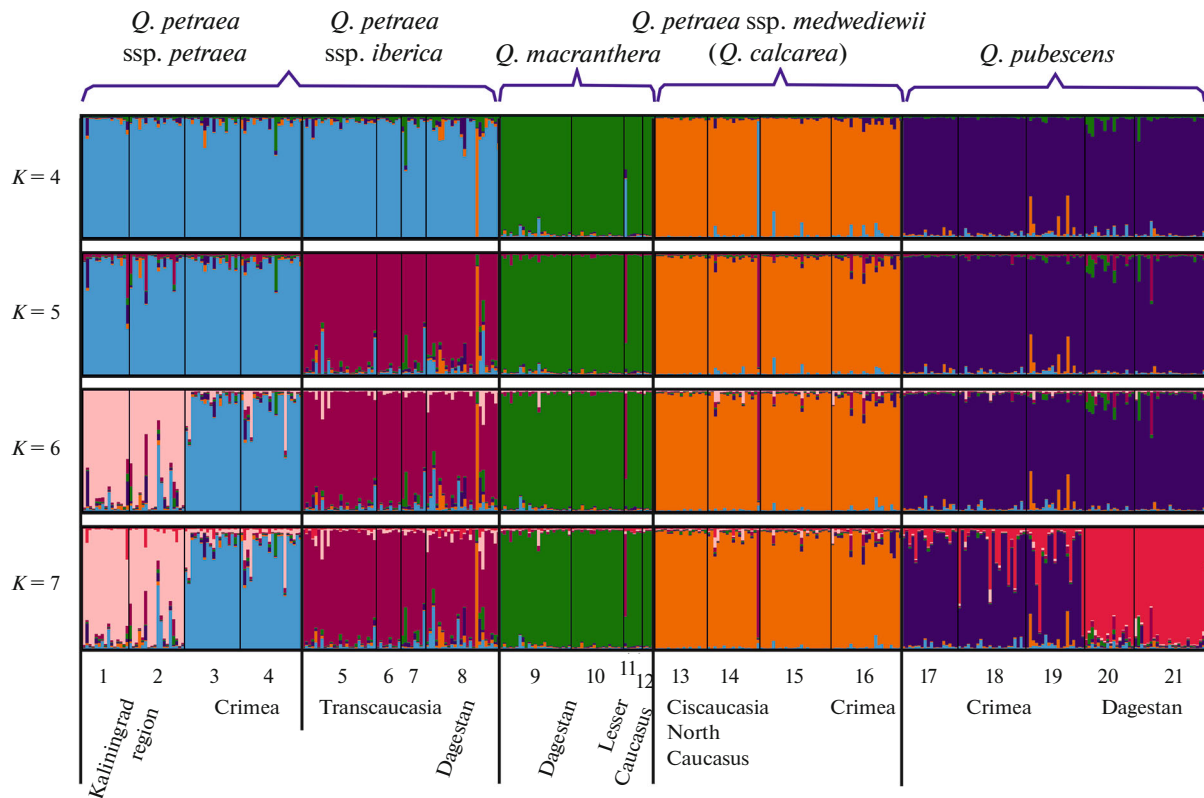 Q. petraea
ssp. petraea
Q. petraea
ssp. iberica
Q. macranthera
Q. petraea ssp. medwediewii
(Q. calcarea)
Q. pubescens
K = 4
K = 5
K = 6
K = 7
1 2 3 4 5 6 7 8 9 10 11 12 13 14 15 16 17 18 19 20 21
Kaliningrad
region
Crimea
Transcaucasia
Dagestan
Dagestan
Lesser
Caucasus
Ciscaucasia
North
Caucasus
Crimea
Crimea
Dagestan